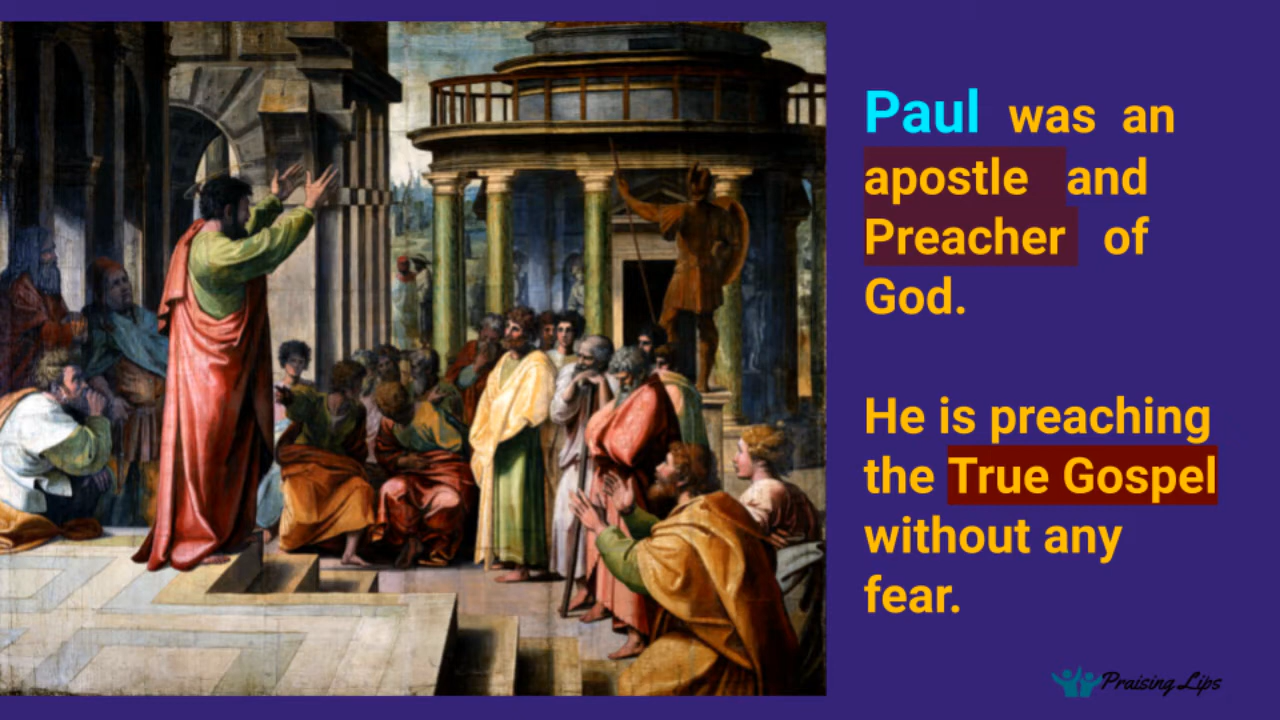 Paul was an
apostle and
Preacher of
God.
He is preaching
the True Gospel
without any
fear.
Praising Lips